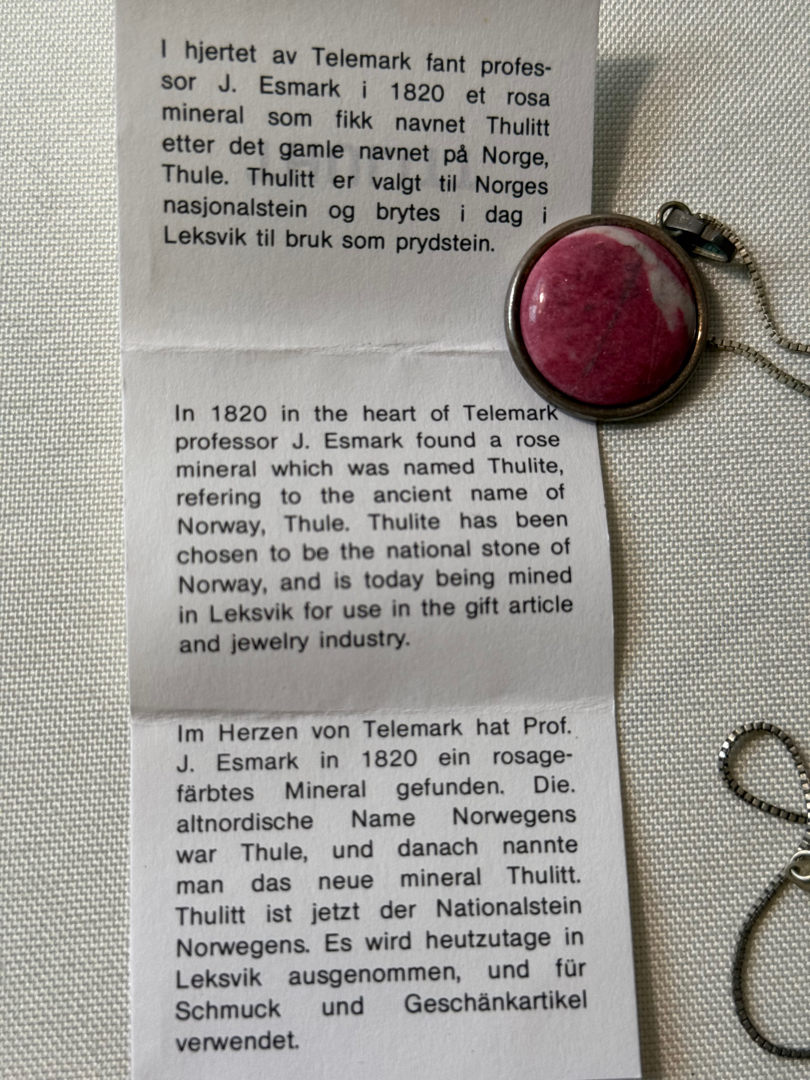 I hjertet av Telemark fant profes-
sor J. Esmark i 1820 et rosa
mineral som fikk navnet Thulitt
etter det gamle navnet på Norge,
Thule. Thulitt er valgt til Norges
nasjonalstein og brytes i dag i
Leksvik til bruk som prydstein.
In 1820 in the heart of Telemark
professor J. Esmark found a rose
mineral which was named Thulite,
refering to the ancient name of
Norway, Thule. Thulite has been
chosen to be the national stone of
Norway, and is today being mined
in Leksvik for use in the gift article
and jewelry industry.
Im Herzen von Telemark hat Prof.
J. Esmark in 1820 ein rosage-
färbtes Mineral gefunden. Die.
altnordische Name Norwegens
war Thule, und danach nannte
man das neue mineral Thulitt.
Thulitt ist jetzt der Nationalstein
Norwegens. Es wird heutzutage in
Leksvik ausgenommen, und für
Schmuck und Geschänkartikel
verwendet.